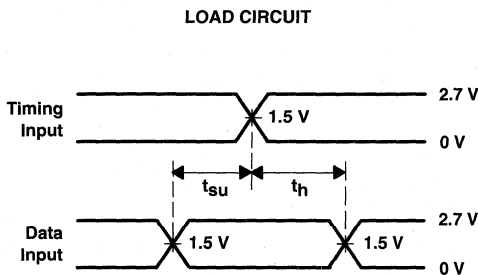 LOAD CIRCUIT
2.7 V
Timing
Input
1.5 V
0 V
tsu
th
2.7 V
Data
Input
1.5 V
1.5 V
0 V